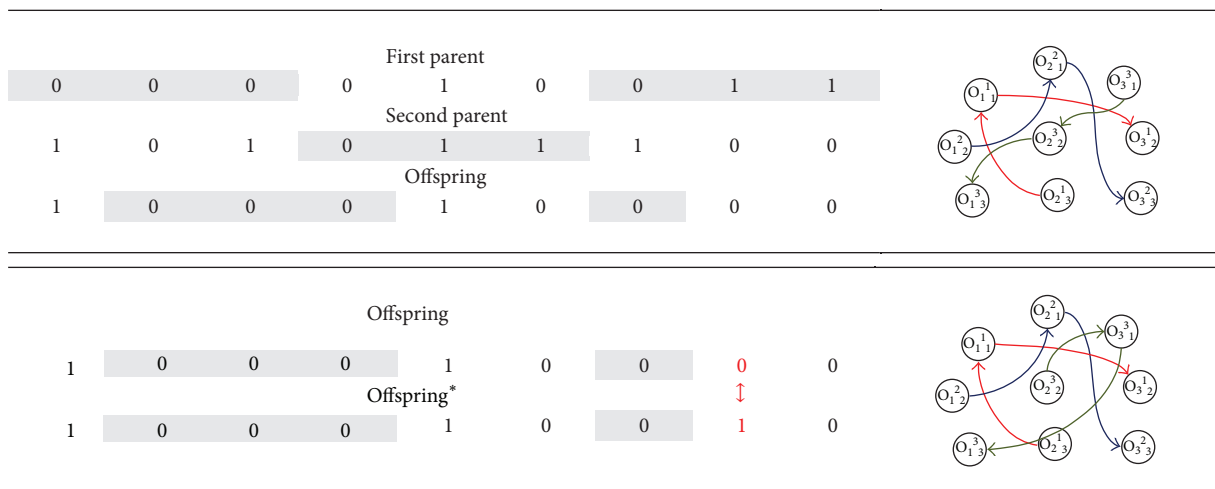 First parent
0 0 0 0 1 0 0 1 1
Second parent
1 0 1 0 1 1 1 0 0
Offspring
1 0 0 0 1 0 0 0 0
O₂²₁
O₃³₁
O₁¹₁
O₁²₂
O₂³₂
O₃¹₂
O₁³₃
O₂¹₃
O₃²₂
Offspring
1 0 0 0 1 0 0 0 0
↕
Offspring*
1 0 0 0 1 0 0 1 0
O₂²₁
O₃³₁
O₁¹₁
O₁²₂
O₂³₂
O₃¹₂
O₁³₃
O₂¹₃
O₃²₂